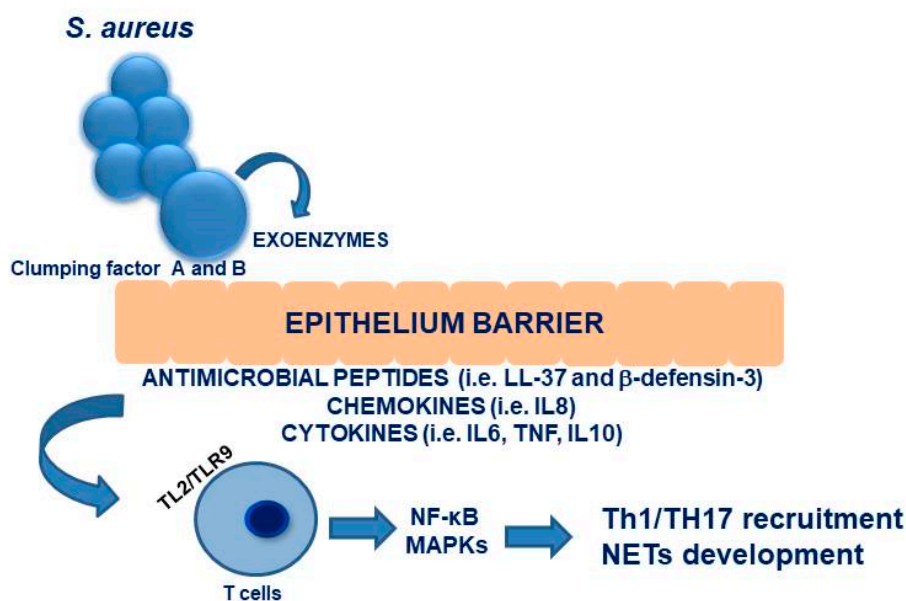 S. aureus
EXOENZYMES
Clumping factor A and B
EPITHELIUM BARRIER
ANTIMICROBIAL PEPTIDES (i.e. LL-37 and β-defensin-3)
CHEMOKINES (i.e. IL8)
CYTOKINES (i.e. IL6, TNF, IL10)
TL2/TLR9
NF-κB
MAPKs
Th1/TH17 recruitment
NETs development
T cells